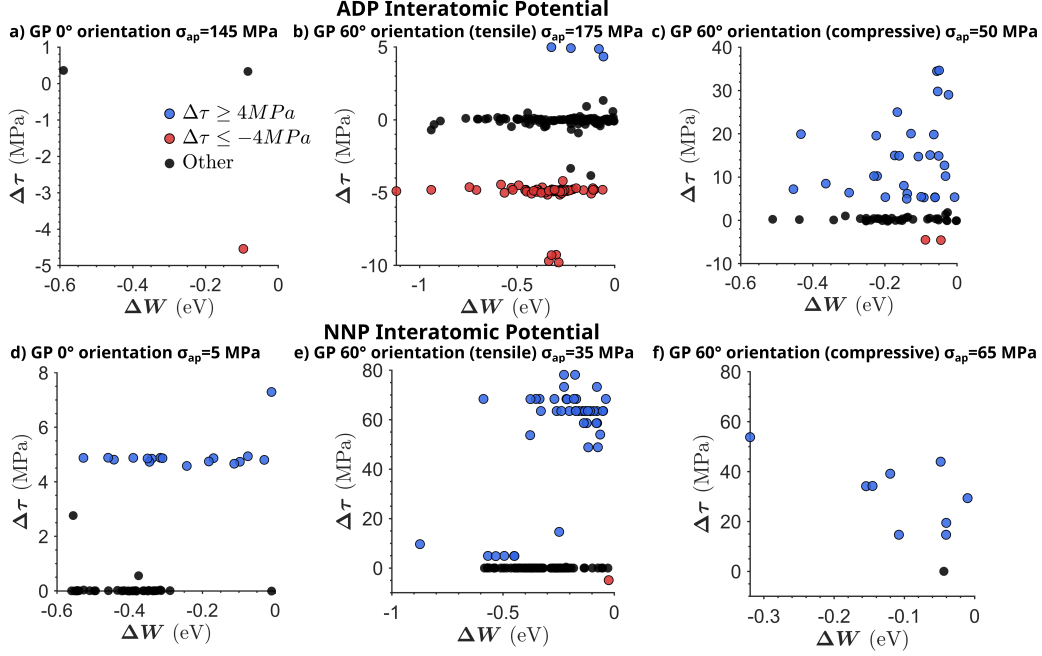 ADP Interatomic Potential
a) GP 0° orientation σap=145 MPa
b) GP 60° orientation (tensile) σap=175 MPa
c) GP 60° orientation (compressive) σap=50 MPa
1
0
-1
-2
-3
-4
-5
Δτ (MPa)
-0.6
-0.4
-0.2
0
ΔW (eV)
Δτ ≥ 4MPa
Δτ ≤ −4MPa
Other
5
0
-5
-10
Δτ (MPa)
-1
-0.5
0
ΔW (eV)
40
30
20
10
0
-10
Δτ (MPa)
-0.6
-0.4
-0.2
0
ΔW (eV)
NNP Interatomic Potential
d) GP 0° orientation σap=5 MPa
e) GP 60° orientation (tensile) σap=35 MPa
f) GP 60° orientation (compressive) σap=65 MPa
8
6
4
2
0
Δτ (MPa)
-0.6
-0.4
-0.2
0
ΔW (eV)
80
60
40
20
0
Δτ (MPa)
-1
-0.5
0
ΔW (eV)
80
60
40
20
0
Δτ (MPa)
-0.3
-0.2
-0.1
0
ΔW (eV)